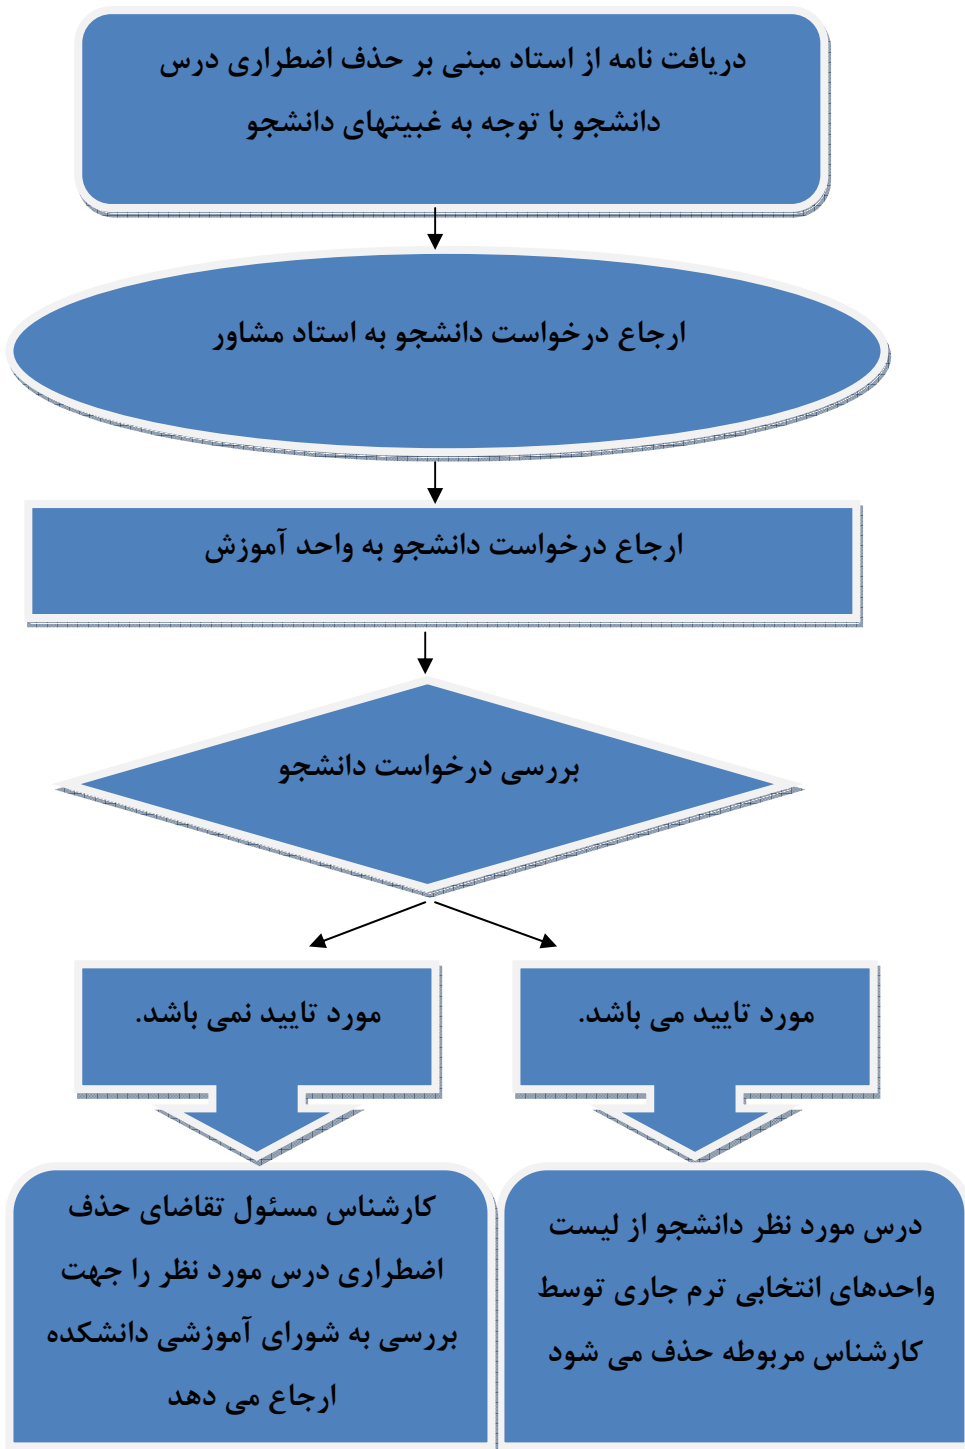 دریافت نامه از استاد مبنی بر حذف اضطراری درس
دانشجو با توجه به غیبتهای دانشجو
ارجاع درخواست دانشجو به استاد مشاور
ارجاع درخواست دانشجو به واحد آموزش
بررسی درخواست دانشجو
مورد تایید می باشد.
مورد تایید نمی باشد.
درس مورد نظر دانشجو از لیست
واحدهای انتخابی ترم جاری توسط
کارشناس مربوطه حذف می شود
کارشناس مسئول تقاضای حذف
اضطراری درس مورد نظر را جهت
بررسی به شورای آموزشی دانشکده
ارجاع می دهد